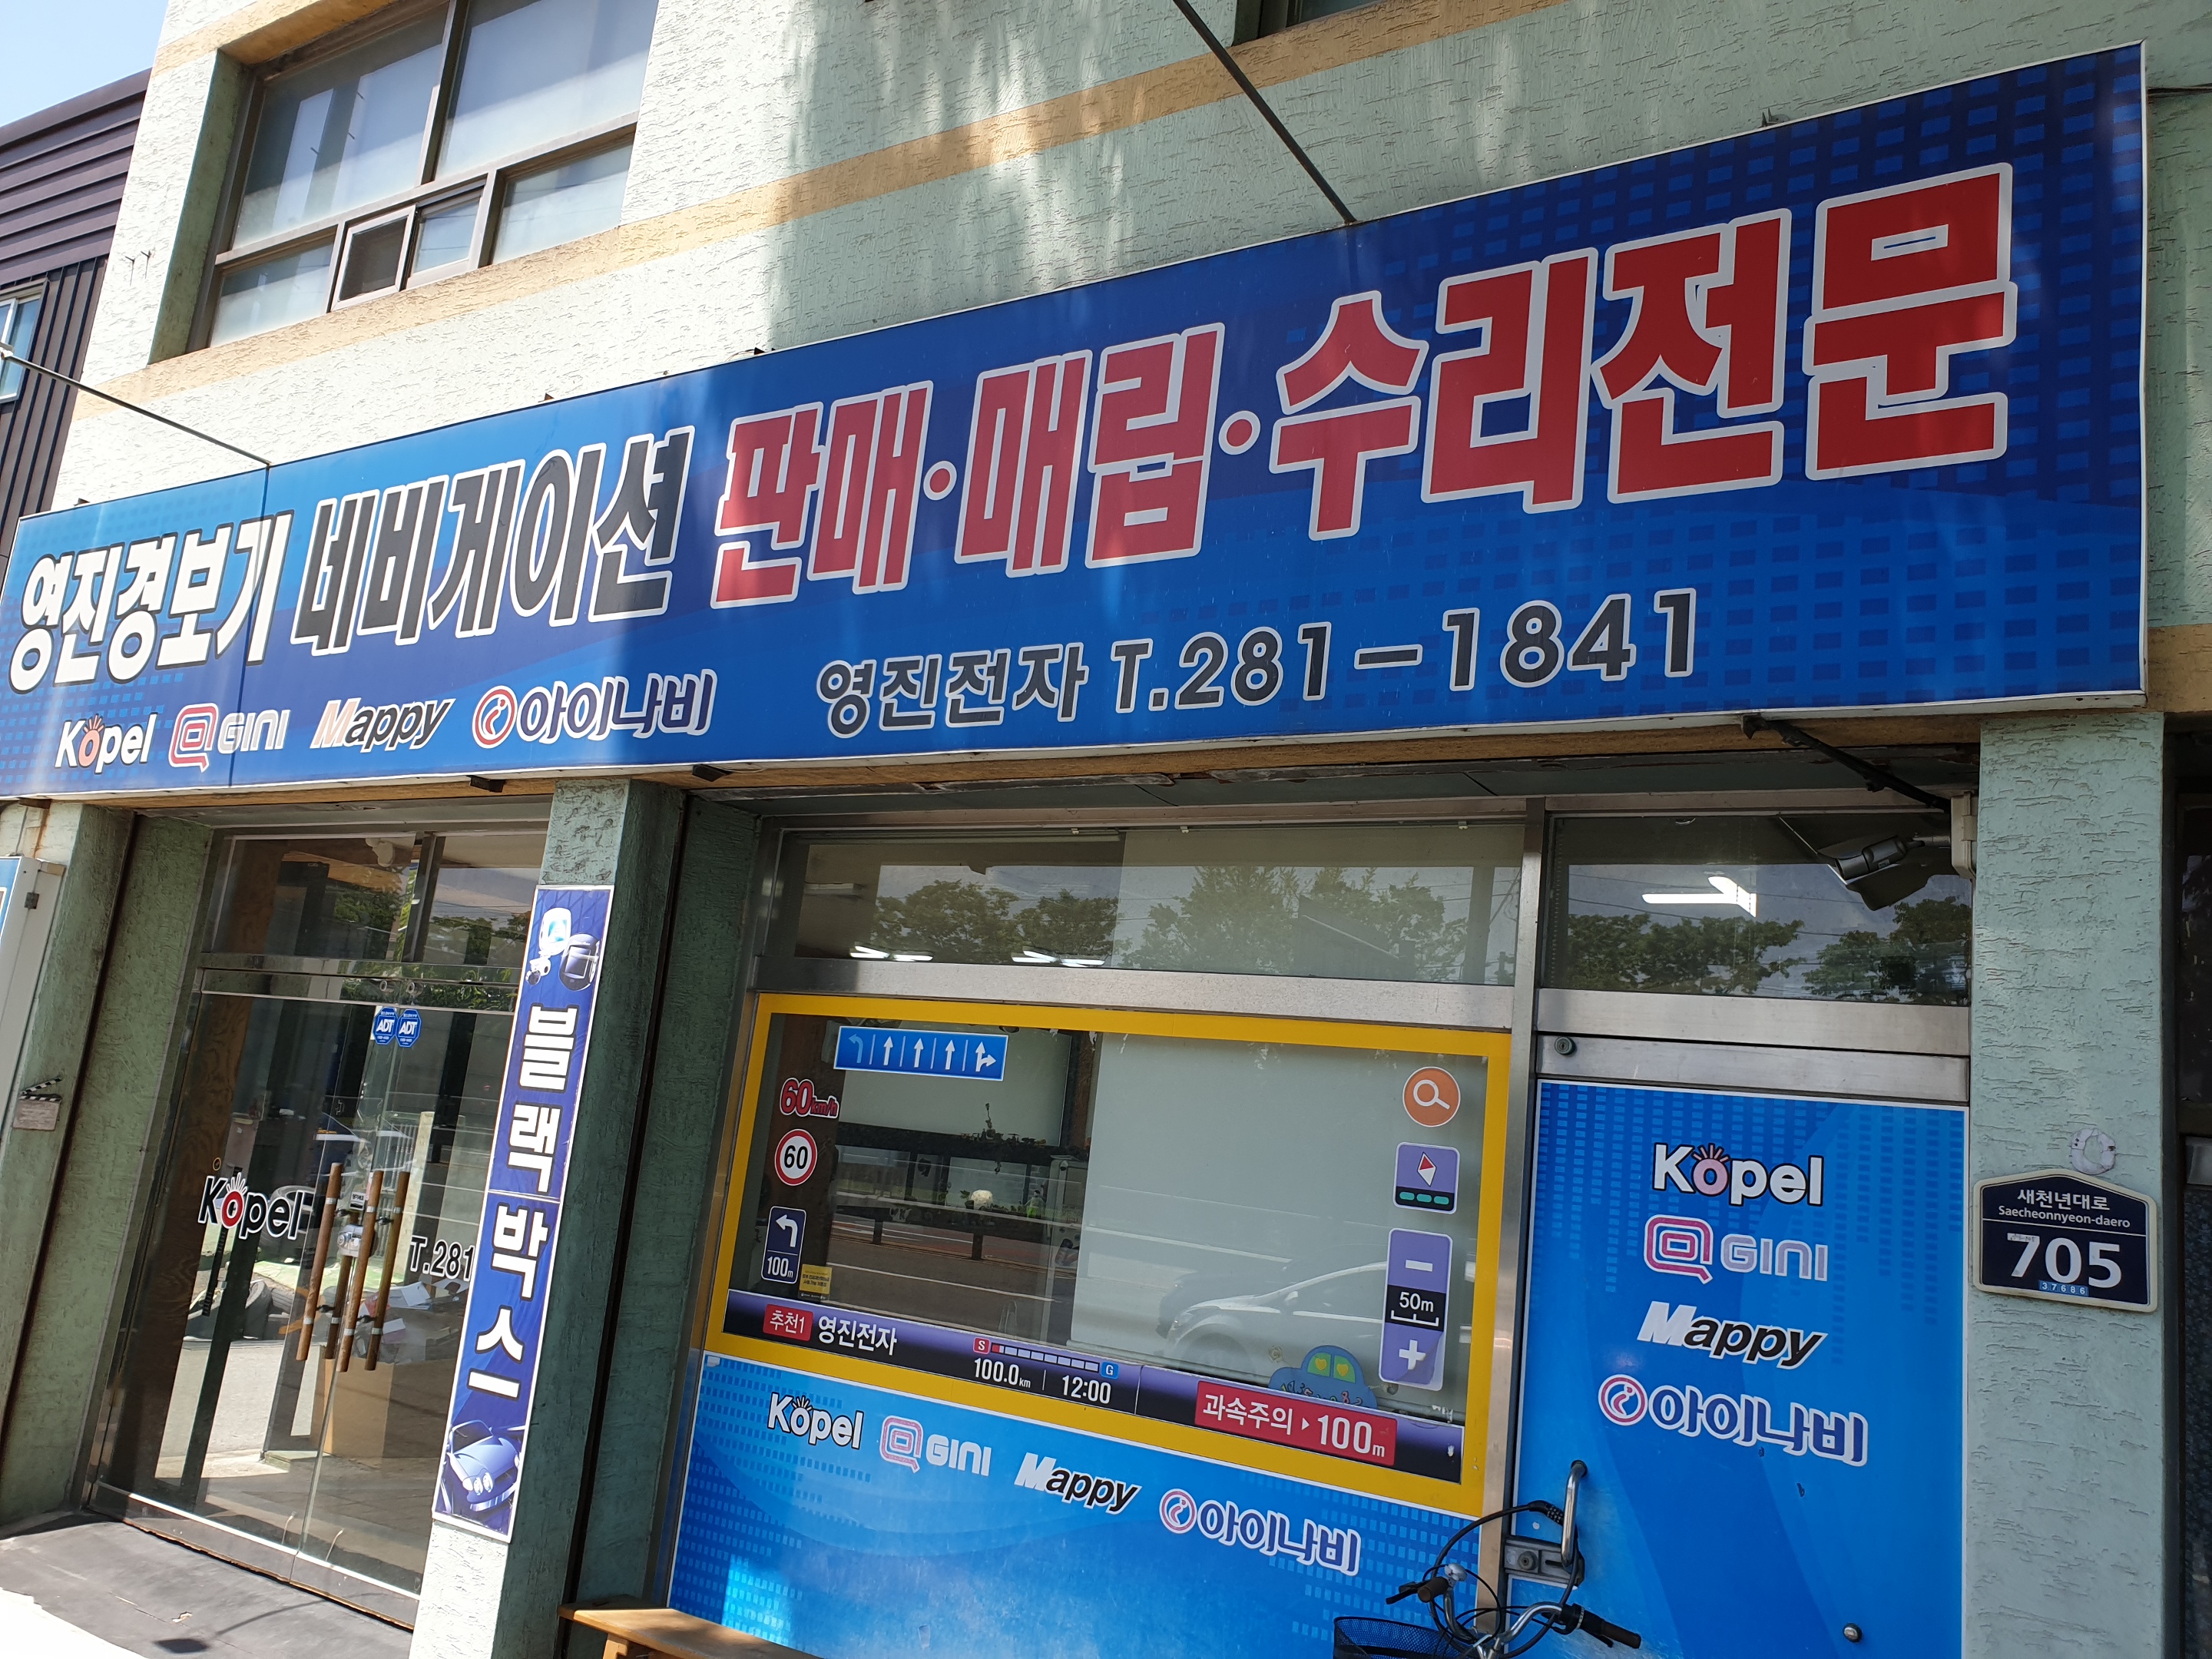 영진경보기 네비게이션 판매·매립·수리전문
Kopel GINI Mappy 아이나비 영진전자 T.281-1841
ADT ADT
블랙박스
Kopel
T.281
60km/h
60
100m
50m
추천1 영진전자
S G
100.0km 12:00
과속주의 100m
Kopel GINI Mappy 아이나비
Kopel
GINI
Mappy
아이나비
새천년대로
Saecheonnyeon-daero
705
37686